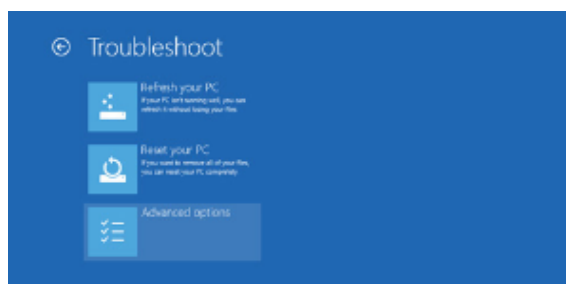 Troubleshoot
Refresh your PC
If your PC isn't running well, you can
refresh it without losing your files.
Reset your PC
If you want to remove all of your files,
you can reset your PC completely.
Advanced options